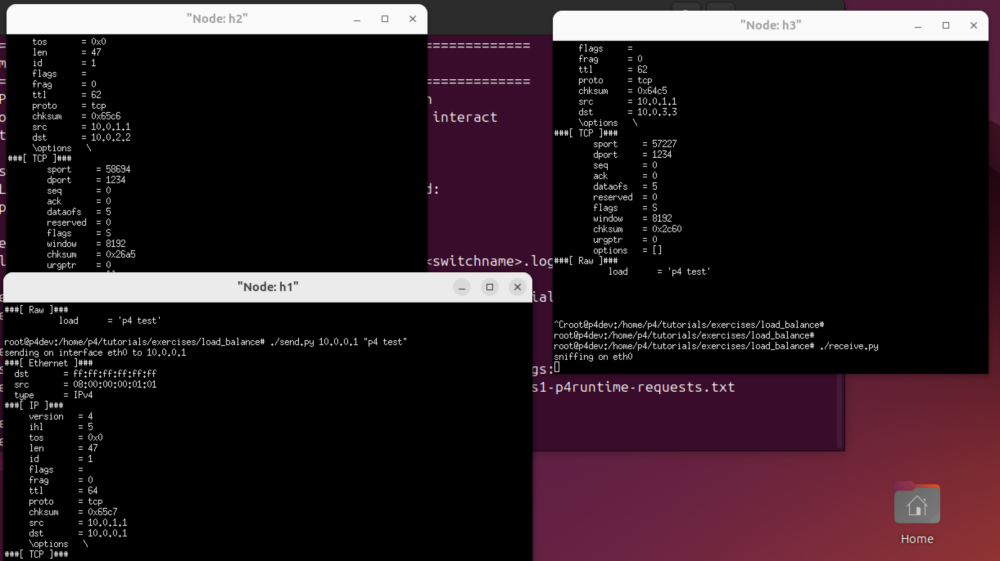 "Node: h2"
tos = 0x0
len = 47
id = 1
flags =
frag = 0
ttl = 62
proto = tcp
chksum = 0x65c6
src = 10.0.1.1
dst = 10.0.2.2
\options \
###[ TCP ]###
sport = 58694
dport = 1234
seq = 0
ack = 0
dataofs = 5
reserved = 0
flags = S
window = 8192
chksum = 0x26a5
urgptr = 0
"Node: h3"
flags =
frag = 0
ttl = 62
proto = tcp
chksum = 0x64c5
src = 10.0.1.1
dst = 10.0.3.3
\options \
###[ TCP ]###
sport = 57227
dport = 1234
seq = 0
ack = 0
dataofs = 5
reserved = 0
flags = S
window = 8192
chksum = 0x2c60
urgptr = 0
options = []
###[ Raw ]###
load = 'p4 test'
^Croot@p4dev:/home/p4/tutorials/exercises/load_balance#
root@p4dev:/home/p4/tutorials/exercises/load_balance#
root@p4dev:/home/p4/tutorials/exercises/load_balance# ./receive.py
sniffing on eth0
=============
=============
interact
d:
<switchname>.log
ial
gs:
s1-p4runtime-requests.txt
"Node: h1"
###[ Raw ]###
load = 'p4 test'
root@p4dev:/home/p4/tutorials/exercises/load_balance# ./send.py 10.0.0.1 "p4 test"
sending on interface eth0 to 10.0.0.1
###[ Ethernet ]###
dst = ff:ff:ff:ff:ff:ff
src = 08:00:00:00:01:01
type = IPv4
###[ IP ]###
version = 4
ihl = 5
tos = 0x0
len = 47
id = 1
flags =
frag = 0
ttl = 64
proto = tcp
chksum = 0x65c7
src = 10.0.1.1
dst = 10.0.0.1
\options \
###[ TCP ]###
Home